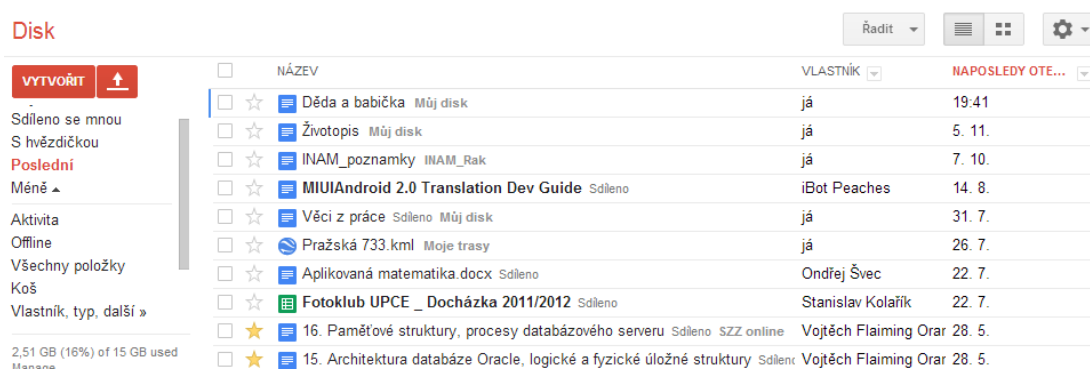 Disk
Řadit
VYTVOŘIT
Sdíleno se mnou
S hvězdičkou
Poslední
Méně
Aktivita
Offline
Všechny položky
Koš
Vlastník, typ, další »
2,51 GB (16%) of 15 GB used
Manage
NÁZEV VLASTNÍK NAPOSLEDY OTE...
Děda a babička Můj disk já 19:41
Životopis Můj disk já 5. 11.
INAM_poznamky INAM_Rak já 7. 10.
MIUIAndroid 2.0 Translation Dev Guide Sdíleno iBot Peaches 14. 8.
Věci z práce Sdíleno Můj disk já 31. 7.
Pražská 733.kml Moje trasy já 26. 7.
Aplikovaná matematika.docx Sdíleno Ondřej Švec 22. 7.
Fotoklub UPCE _ Docházka 2011/2012 Sdíleno Stanislav Kolařík 22. 7.
16. Paměťové struktury, procesy databázového serveru Sdíleno SZZ online Vojtěch Flaiming Orar 28. 5.
15. Architektura databáze Oracle, logické a fyzické úložné struktury Sdílenc Vojtěch Flaiming Orar 28. 5.